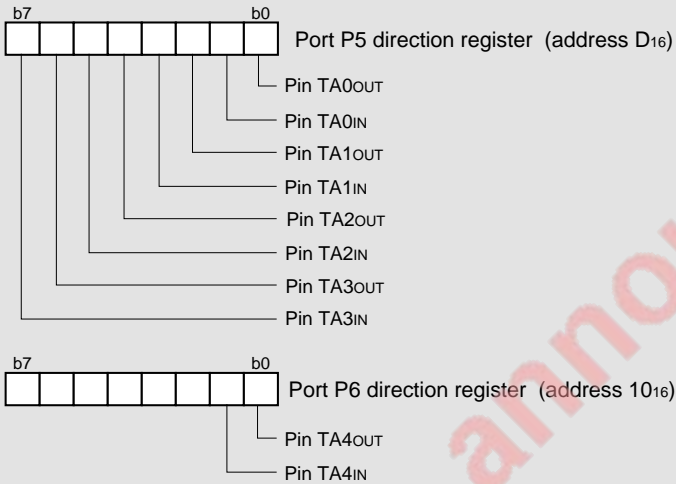 b7 b0
Port P5 direction register (address D16)
Pin TA0OUT
Pin TA0IN
Pin TA1OUT
Pin TA1IN
Pin TA2OUT
Pin TA2IN
Pin TA3OUT
Pin TA3IN
b7 b0
Port P6 direction register (address 1016)
Pin TA4OUT
Pin TA4IN